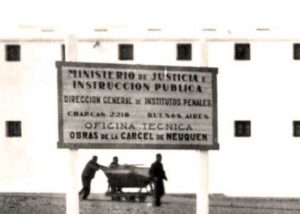 MINISTERIO DE JUSTICIA E
INSTRUCCION PUBLICA
DIRECCION GENERAL DE INSTITUTOS PENALES
CHARCAS 2216 BUENOS AIRES
OFICINA TECNICA
OBRAS DE LA CARCEL DE NEUQUEN